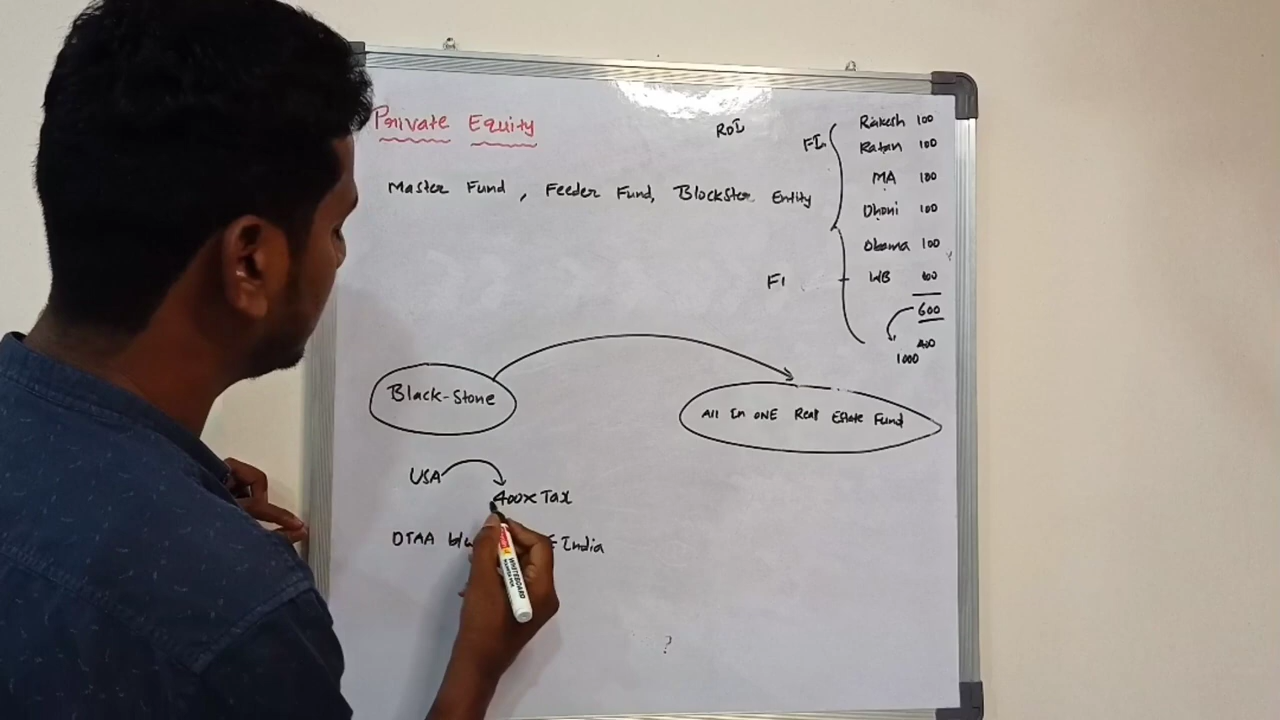 Private Equity
ROI
Master Fund, Feeder Fund, Blockster Entity
FI
Rakesh 100
Ratan 100
MA 100
Dhoni 100
Obama 100
FI
WB 100
600
400
1000
Black-Stone
All In ONE Real Estate Fund
USA
400x Tax
DTAA India
?
WHITEBOARD